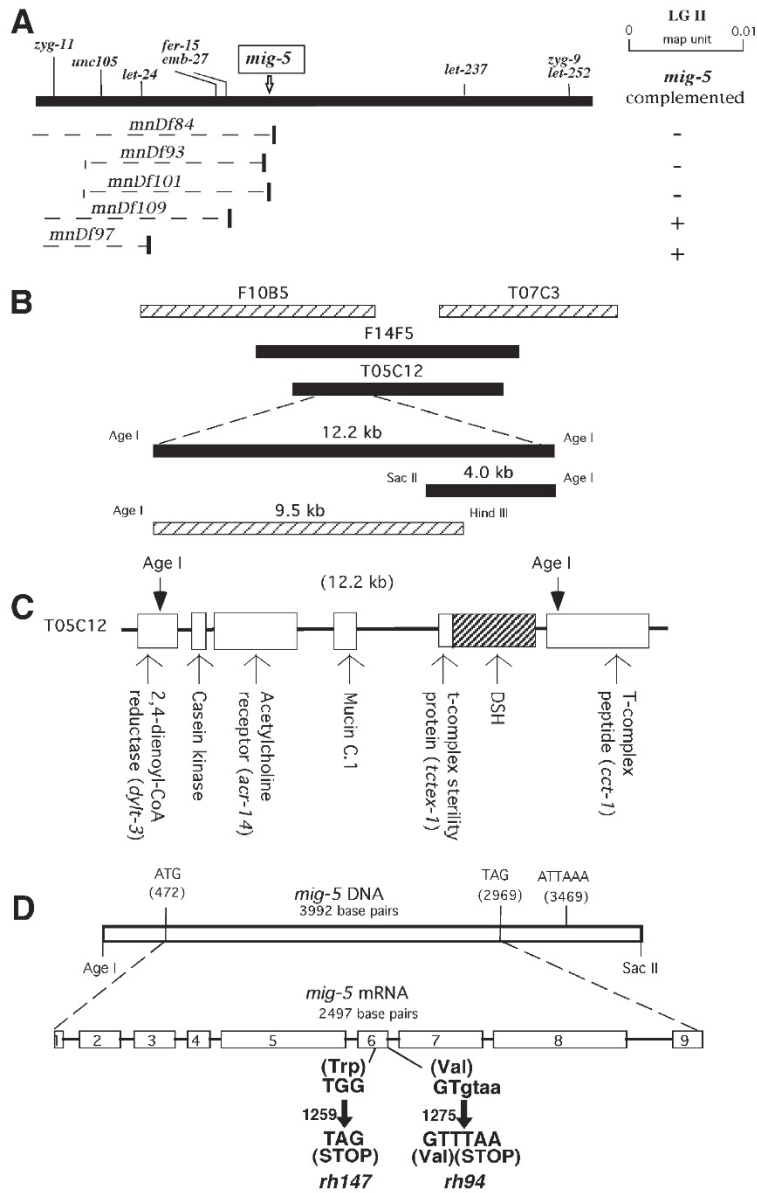 A
LG II
0 0.01
map unit
mig-5
complemented
zyg-11
unc105
let-24
fer-15
emb-27
mig-5
let-237
zyg-9
let-252
mnDf84 -
mnDf93 -
mnDf101 -
mnDf109 +
mnDf97 +
B
F10B5 T07C3
F14F5
T05C12
Age I 12.2 kb Age I
Sac II 4.0 kb Age I
Age I 9.5 kb Hind III
C
Age I (12.2 kb) Age I
T05C12
2,4-dienoyl-CoA
reductase (dylt-3)
Casein kinase
Acetylcholine
receptor (acr-14)
Mucin C.1
t-complex sterility
protein (tctex-1)
DSH
T-complex
peptide (cct-1)
D
ATG
(472)
TAG
(2969)
ATTAAA
(3469)
mig-5 DNA
3992 base pairs
Age I Sac II
mig-5 mRNA
2497 base pairs
1 2 3 4 5 6 7 8 9
(Trp) (Val)
TGG GTgtaa
1259 1275
TAG GTTTAA
(STOP) (Val)(STOP)
rh147 rh94